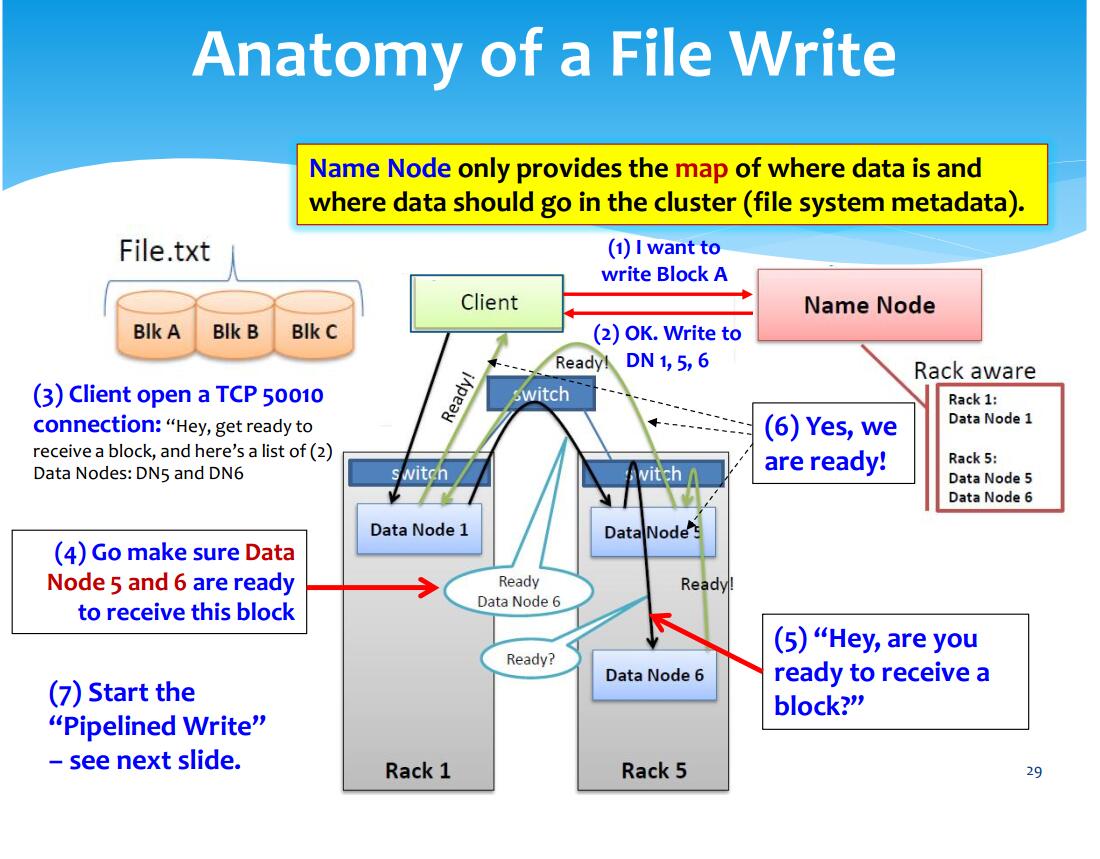 Anatomy of a File Write
Name Node only provides the map of where data is and
where data should go in the cluster (file system metadata).
File.txt
Blk A
Blk B
Blk C
(1) I want to
write Block A
Client
Name Node
(2) OK. Write to
DN 1, 5, 6
Ready!
Ready!
switch
Rack aware
Rack 1:
Data Node 1
Rack 5:
Data Node 5
Data Node 6
(3) Client open a TCP 50010
connection: “Hey, get ready to
receive a block, and here’s a list of (2)
Data Nodes: DN5 and DN6
(6) Yes, we
are ready!
switch
switch
Data Node 1
Data Node 5
(4) Go make sure Data
Node 5 and 6 are ready
to receive this block
Ready
Data Node 6
Ready!
Ready?
Data Node 6
(5) “Hey, are you
ready to receive a
block?”
(7) Start the
“Pipelined Write”
– see next slide.
Rack 1
Rack 5
29